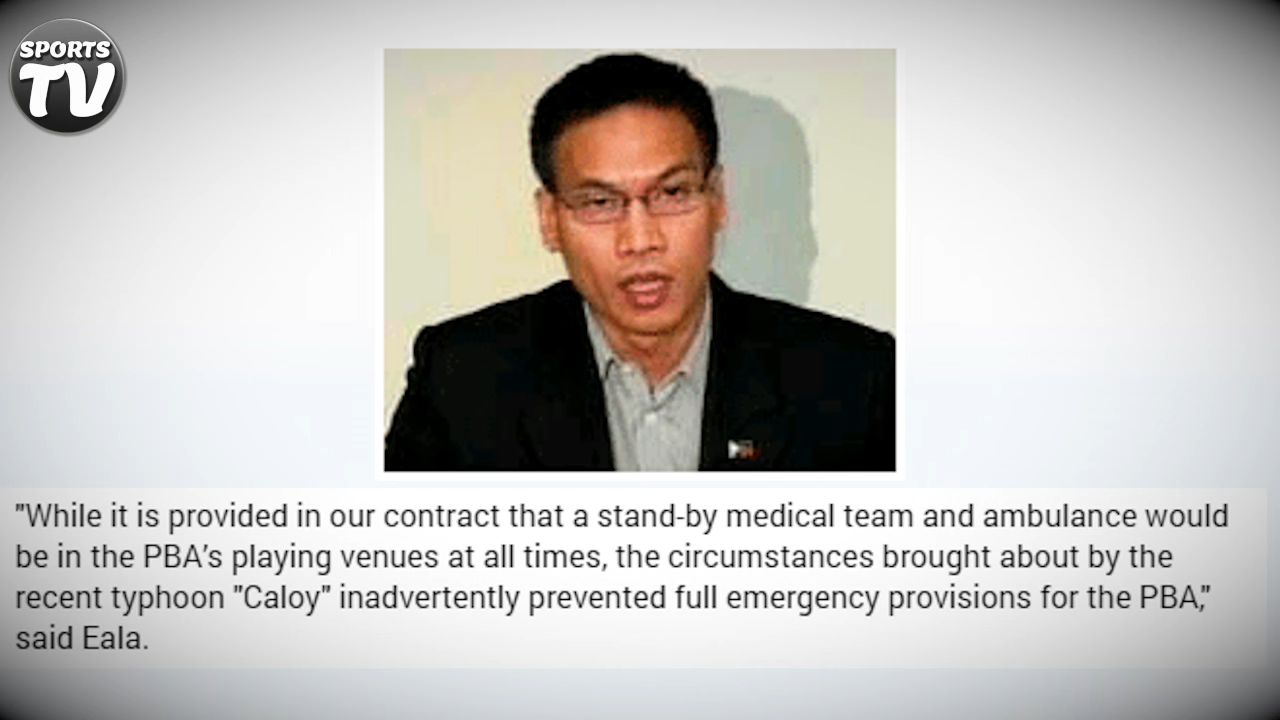 SPORTS
TV
"While it is provided in our contract that a stand-by medical team and ambulance would
be in the PBA's playing venues at all times, the circumstances brought about by the
recent typhoon "Caloy" inadvertently prevented full emergency provisions for the PBA,"
said Eala.